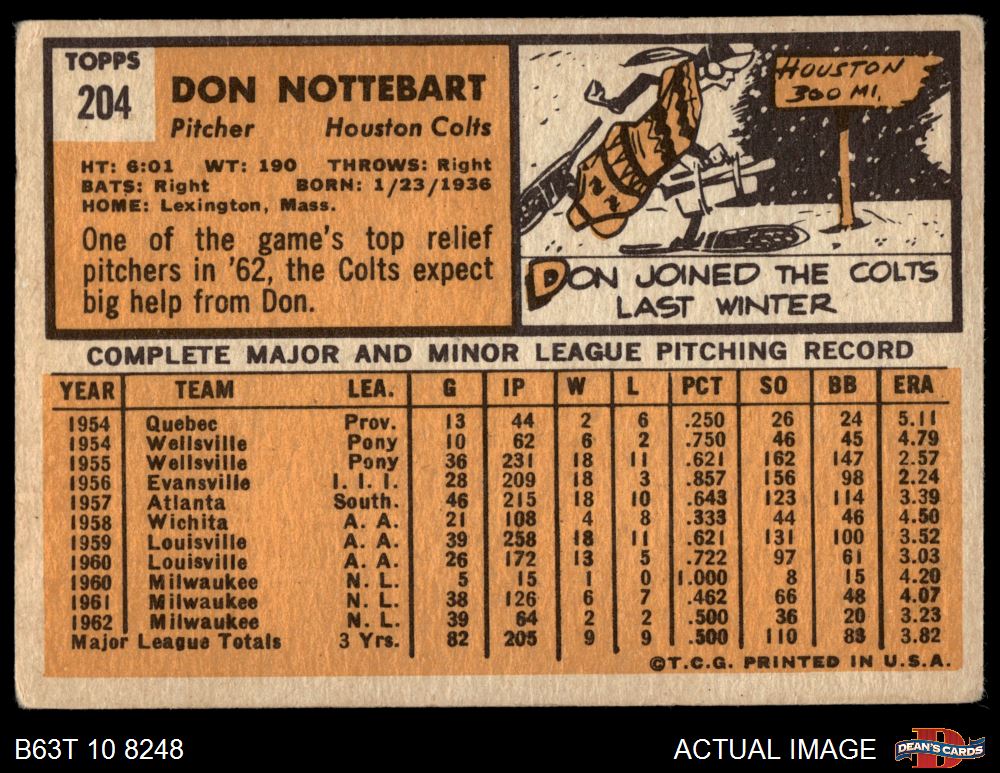 TOPPS
204
DON NOTTEBART
Pitcher Houston Colts
HT: 6:01 WT: 190 THROWS: Right
BATS: Right BORN: 1/23/1936
HOME: Lexington, Mass.
One of the game's top relief
pitchers in '62, the Colts expect
big help from Don.
HOUSTON
300 MI.
DON JOINED THE COLTS
LAST WINTER
COMPLETE MAJOR AND MINOR LEAGUE PITCHING RECORD
YEAR TEAM LEA. G IP W L PCT SO BB ERA
1954 Quebec Prov. 13 44 2 6 .250 26 24 5.11
1954 Wellsville Pony 10 62 6 2 .750 46 45 4.79
1955 Wellsville Pony 36 231 18 11 .621 162 147 2.57
1956 Evansville I. I. I. 28 209 18 3 .857 156 98 2.24
1957 Atlanta South. 46 215 18 10 .643 123 114 3.39
1958 Wichita A. A. 21 108 4 8 .333 44 46 4.50
1959 Louisville A. A. 39 258 18 11 .621 131 100 3.52
1960 Louisville A. A. 26 172 13 5 .722 97 61 3.03
1960 Milwaukee N. L. 5 15 1 0 1.000 8 15 4.20
1961 Milwaukee N. L. 38 126 6 7 .462 66 48 4.07
1962 Milwaukee N. L. 39 64 2 2 .500 36 20 3.23
Major League Totals 3 Yrs. 82 205 9 9 .500 110 83 3.82
©T.C.G. PRINTED IN U.S.A.
B63T 10 8248
ACTUAL IMAGE
DEAN'S CARDS